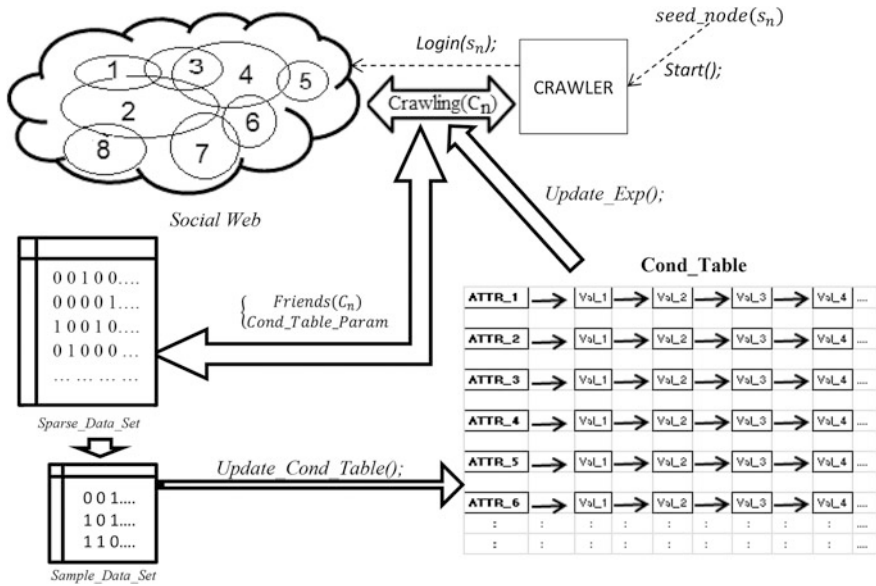 seed_node(sₙ)
Login(sₙ);
Start();
CRAWLER
Crawling(Cₙ)
1
3
4
5
2
6
8
7
Social Web
Update_Exp();
0 0 1 0 0....
0 0 0 0 1....
1 0 0 1 0....
0 1 0 0 0 ...
... ... ... ...
Sparse_Data_Set
{ Friends(Cₙ)
Cond_Table_Param
Cond_Table
ATTR_1 Val_1 Val_2 Val_3 Val_4 ....
ATTR_2 Val_1 Val_2 Val_3 Val_4 ....
ATTR_3 Val_1 Val_2 Val_3 Val_4 ....
ATTR_4 Val_1 Val_2 Val_3 Val_4 ....
ATTR_5 Val_1 Val_2 Val_3 Val_4 ....
ATTR_6 Val_1 Val_2 Val_3 Val_4 ....
: : : : : : : : : ....
: : : : : : : : : ....
Update_Cond_Table();
0 0 1....
1 0 1....
1 1 0....
Sample_Data_Set